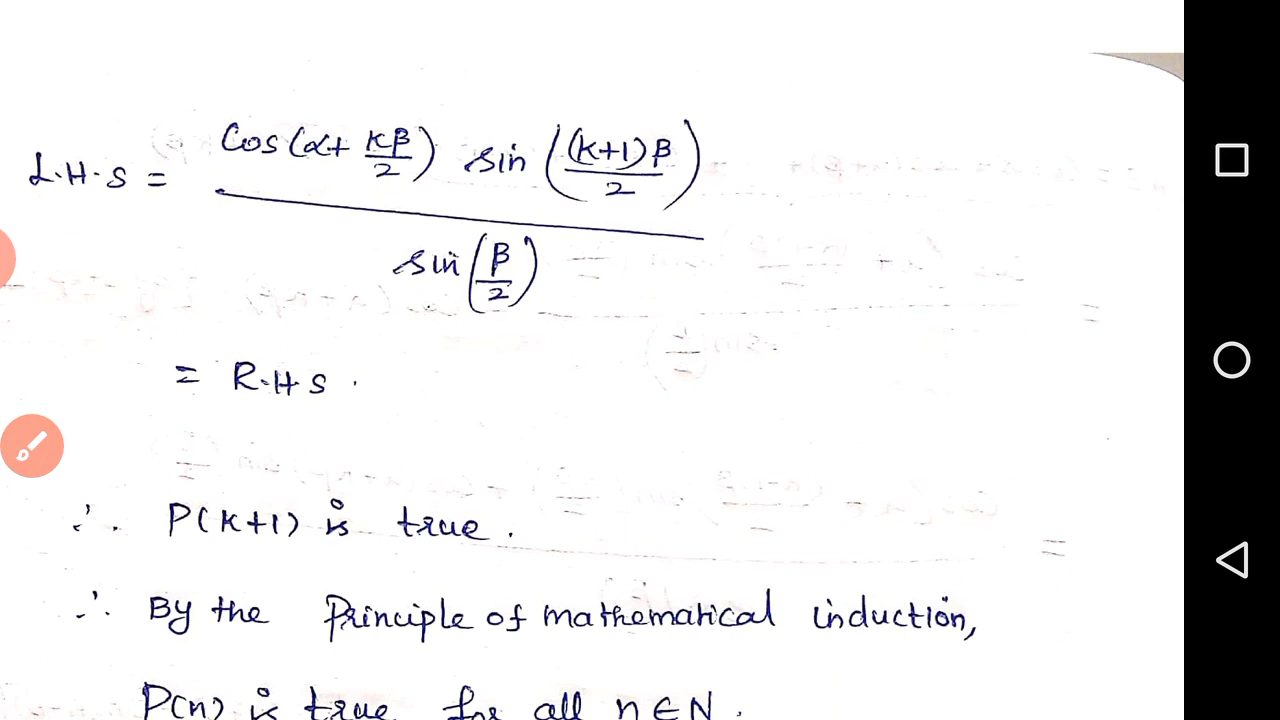 L.H.S = Cos(α + kβ/2) sin((k+1)β/2) / sin(β/2)
= R.H.S.
∴ P(k+1) is true.
∴ By the Principle of mathematical induction,
P(n) is true for all n ∈ N.